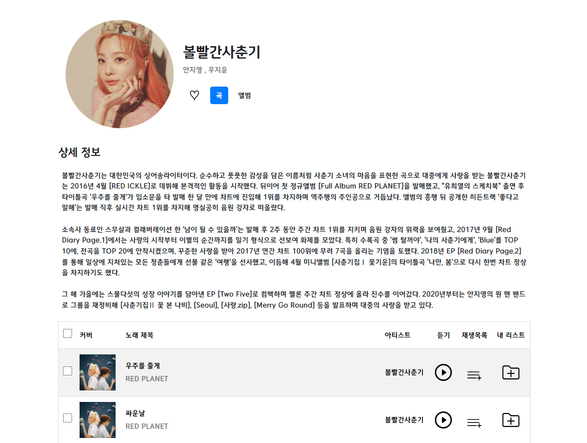 볼빨간사춘기
안지영 , 우지윤
곡 앨범
상세 정보
볼빨간사춘기는 대한민국의 싱어송라이터이다. 순수하고 풋풋한 감성을 담은 이름처럼 사춘기 소녀의 마음을 표현한 곡으로 대중에게 사랑을 받는 볼빨간사춘기
는 2016년 4월 [RED ICKLE]로 데뷔해 본격적인 활동을 시작했다. 뒤이어 첫 정규앨범 [Full Album RED PLANET]을 발매했고, "유희열의 스케치북" 출연 후
타이틀곡 '우주를 줄게'가 입소문을 타 발매 한 달 만에 차트에 진입해 1위를 차지하며 역주행의 주인공으로 거듭났다. 앨범의 흥행 뒤 공개한 히든트랙 '좋다고
말해'는 발매 직후 실시간 차트 1위를 차지해 명실공히 음원 강자로 떠올랐다.
소속사 동료인 스무살과 컬래버레이션 한 '남이 될 수 있을까'는 발매 후 2주 동안 주간 차트 1위를 지키며 음원 강자의 위력을 보여줬고, 2017년 9월 [Red
Diary Page.1]에서는 사랑의 시작부터 이별의 순간까지를 일기 형식으로 선보여 화제를 모았다. 특히 수록곡 중 '썸 탈꺼야', '나의 사춘기에게', 'Blue'를 TOP
10에, 전곡을 TOP 20에 안착시켰으며, 꾸준한 사랑을 받아 2017년 연간 차트 100위에 무려 7곡을 올리는 기염을 토했다. 2018년 EP [Red Diary Page.2]
를 통해 일상에 지쳐있는 모든 청춘들에게 선물 같은 '여행'을 선사했고, 이듬해 4월 미니앨범 [사춘기집Ⅰ 꽃기운]의 타이틀곡 '나만, 봄'으로 다시 한번 차트 정상
을 차지하기도 했다.
그 해 가을에는 스물다섯의 성장 이야기를 담아낸 EP [Two Five]로 컴백하며 멜론 주간 차트 정상에 올라 진수를 이어갔다. 2020년부터는 안지영의 원 맨 밴드
로 그룹을 재정비해 [사춘기집Ⅱ 꽃 본 나비], [Seoul], [사랑.zip], [Merry Go Round] 등을 발표하며 대중의 사랑을 받고 있다.
커버 노래 제목 아티스트 듣기 재생목록 내 리스트
우주를 줄게
RED PLANET
볼빨간사춘기
싸운날
RED PLANET
볼빨간사춘기